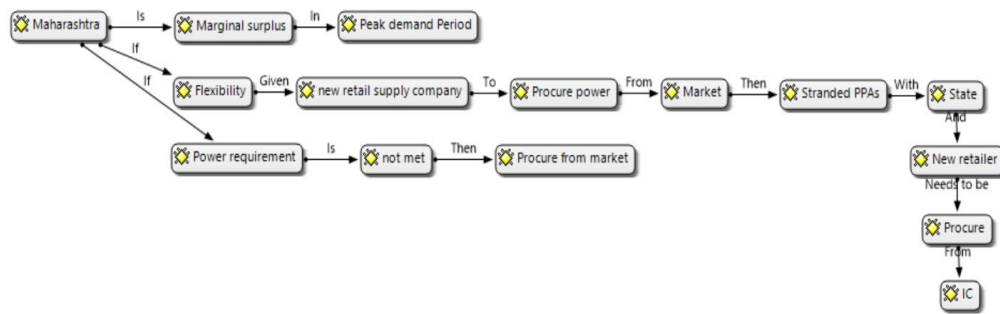 Maharashtra Is Marginal surplus In Peak demand Period
If Flexibility Given new retail supply company To Procure power From Market Then Stranded PPAs With State
If Power requirement Is not met Then Procure from market
And
New retailer
Needs to be
Procure
From
IC